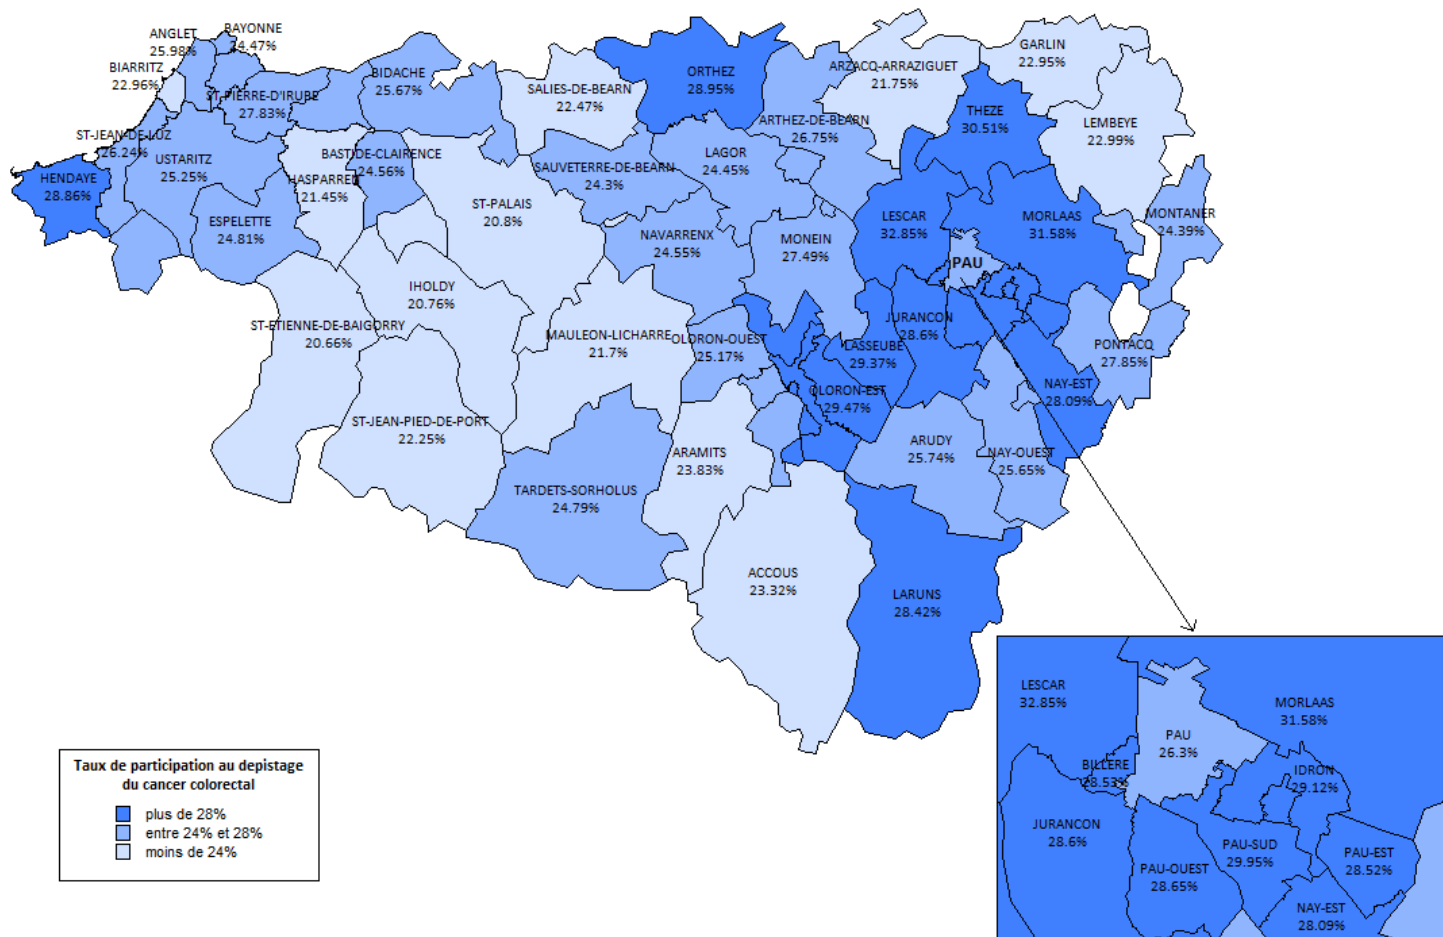 ANGLET
25.98%
BAYONNE
24.47%
BIARRITZ
22.96%
ST-PIERRE-D'IRUBE
27.83%
BIDACHE
25.67%
SALIES-DE-BEARN
22.47%
ORTHEZ
28.95%
ARZACQ-ARRAZIGUET
21.75%
GARLIN
22.95%
THEZE
30.51%
LEMBEYE
22.99%
ARTHEZ-DE-BEARN
26.75%
ST-JEAN-DE-LUZ
26.24%
HENDAYE
28.86%
USTARITZ
25.25%
HASPARREN
21.45%
BASTIDE-CLAIRENCE
24.56%
SAUVETERRE-DE-BEARN
24.3%
LAGOR
24.45%
ESPELETTE
24.81%
ST-PALAIS
20.8%
NAVARRENX
24.55%
MONEIN
27.49%
LESCAR
32.85%
MORLAAS
31.58%
MONTANER
24.39%
PAU
IHOLDY
20.76%
ST-ETIENNE-DE-BAIGORRY
20.66%
MAULEON-LICHARRE
21.7%
OLORON-OUEST
25.17%
LASSEUBE
29.37%
JURANCON
28.6%
PONTACQ
27.85%
NAY-EST
28.09%
OLORON-EST
29.47%
ST-JEAN-PIED-DE-PORT
22.25%
ARAMITS
23.83%
ARUDY
25.74%
NAY-OUEST
25.65%
TARDETS-SORHOLUS
24.79%
ACCOUS
23.32%
LARUNS
28.42%
LESCAR
32.85%
MORLAAS
31.58%
PAU
26.3%
BILLERE
28.53%
IDRON
29.12%
JURANCON
28.6%
PAU-SUD
29.95%
PAU-EST
28.52%
PAU-OUEST
28.65%
NAY-EST
28.09%
Taux de participation au depistage
du cancer colorectal
plus de 28%
entre 24% et 28%
moins de 24%